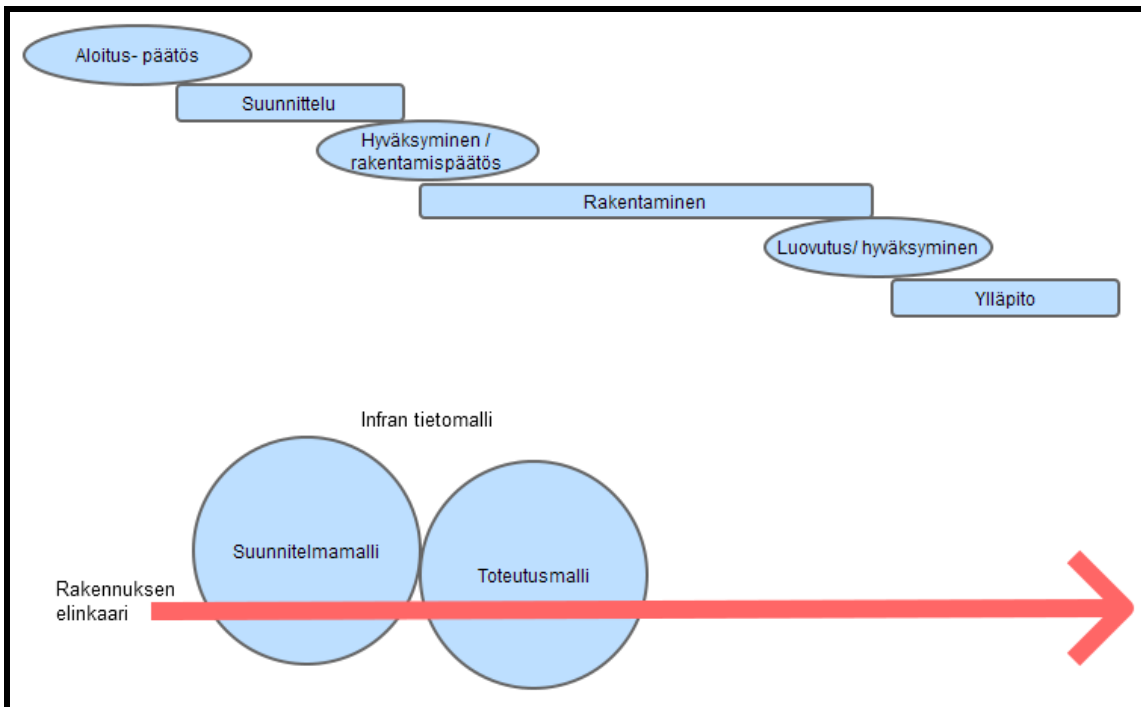 Aloitus- päätös
Suunnittelu
Hyväksyminen /
rakentamispäätös
Rakentaminen
Luovutus/ hyväksyminen
Ylläpito
Infran tietomalli
Suunnitelmamalli
Toteutusmalli
Rakennuksen
elinkaari